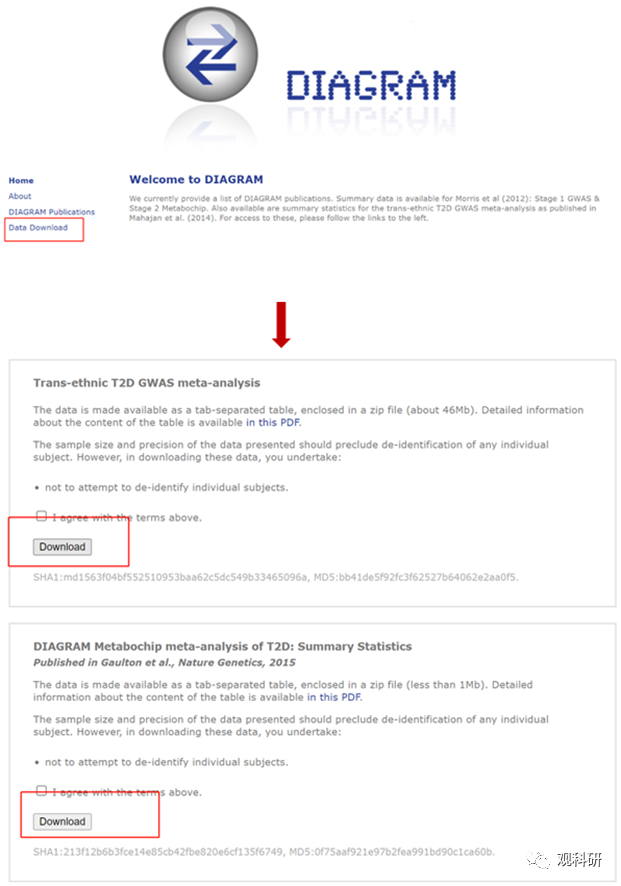 DIAGRAM
Home
About
DIAGRAM Publications
Data Download
Welcome to DIAGRAM
We currently provide a list of DIAGRAM publications. Summary data is available for Morris et al (2012): Stage 1 GWAS &
Stage 2 Metabochip. Also available are summary statistics for the trans-ethnic T2D GWAS meta-analysis as published in
Mahajan et al. (2014). For access to these, please follow the links to the left.
Trans-ethnic T2D GWAS meta-analysis
The data is made available as a tab-separated table, enclosed in a zip file (about 46Mb). Detailed information
about the content of the table is available in this PDF.
The sample size and precision of the data presented should preclude de-identification of any individual
subject. However, in downloading these data, you undertake:
• not to attempt to de-identify individual subjects.
I agree with the terms above.
Download
SHA1:md1563f04bf552510953baa62c5dc549b33465096a, MD5:bb41de5f92fc3f62527b64062e2aa0f5.
DIAGRAM Metabochip meta-analysis of T2D: Summary Statistics
Published in Gaulton et al., Nature Genetics, 2015
The data is made available as a tab-separated table, enclosed in a zip file (less than 1Mb). Detailed
information about the content of the table is available in this PDF.
The sample size and precision of the data presented should preclude de-identification of any individual
subject. However, in downloading these data, you undertake:
• not to attempt to de-identify individual subjects.
I agree with the terms above.
Download
SHA1:213f12b6b3fce14e85cb42fbe820e6cf135f6749, MD5:0f75aaf921e97b2fea991bd90c1ca60b.
观科研